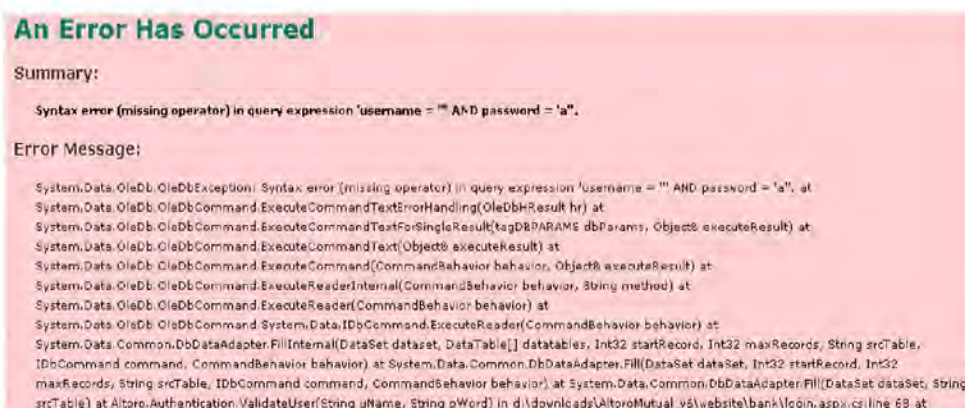 An Error Has Occurred
Summary:
Syntax error (missing operator) in query expression 'username = ''' AND password = 'a''.
Error Message:
System.Data.OleDb.OleDbException: Syntax error (missing operator) in query expression 'username = ''' AND password = 'a''. at
System.Data.OleDb.OleDbCommand.ExecuteCommandTextErrorHandling(OleDbHResult hr) at
System.Data.OleDb.OleDbCommand.ExecuteCommandTextForSingleResult(tagDBPARAMS dbParams, Object& executeResult) at
System.Data.OleDb.OleDbCommand.ExecuteCommandText(Object& executeResult) at
System.Data.OleDb.OleDbCommand.ExecuteCommand(CommandBehavior behavior, Object& executeResult) at
System.Data.OleDb.OleDbCommand.ExecuteReaderInternal(CommandBehavior behavior, String method) at
System.Data.OleDb.OleDbCommand.ExecuteReader(CommandBehavior behavior) at
System.Data.OleDb.OleDbCommand.System.Data.IDbCommand.ExecuteReader(CommandBehavior behavior) at
System.Data.Common.DbDataAdapter.FillInternal(DataSet dataset, DataTable[] datatables, Int32 startRecord, Int32 maxRecords, String srcTable,
IDbCommand command, CommandBehavior behavior) at System.Data.Common.DbDataAdapter.Fill(DataSet dataSet, Int32 startRecord, Int32
maxRecords, String srcTable, IDbCommand command, CommandBehavior behavior) at System.Data.Common.DbDataAdapter.Fill(DataSet dataSet, String
srcTable) at Altoro.Authentication.ValidateUser(String uName, String pWord) in d:\downloads\AltoroMutual_v6\website\bank\login.aspx.cs:line 68 at